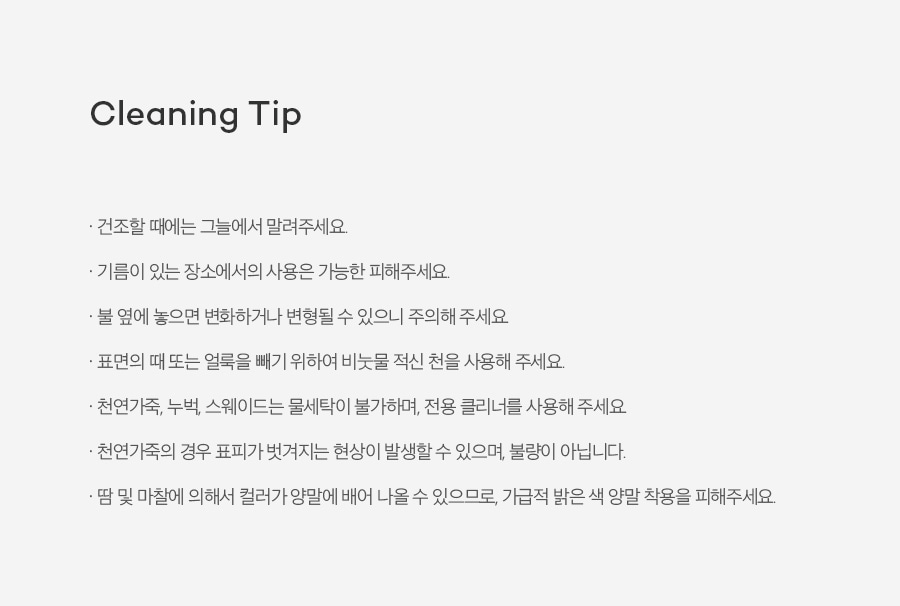 Cleaning Tip
· 건조할 때에는 그늘에서 말려주세요.
· 기름이 있는 장소에서의 사용은 가능한 피해주세요.
· 불 옆에 놓으면 변화하거나 변형될 수 있으니 주의해 주세요.
· 표면의 때 또는 얼룩을 빼기 위하여 비눗물 적신 천을 사용해 주세요.
· 천연가죽, 누벅, 스웨이드는 물세탁이 불가하며, 전용 클리너를 사용해 주세요.
· 천연가죽의 경우 표피가 벗겨지는 현상이 발생할 수 있으며, 불량이 아닙니다.
· 땀 및 마찰에 의해서 컬러가 양말에 배어 나올 수 있으므로, 가급적 밝은 색 양말 착용을 피해주세요.